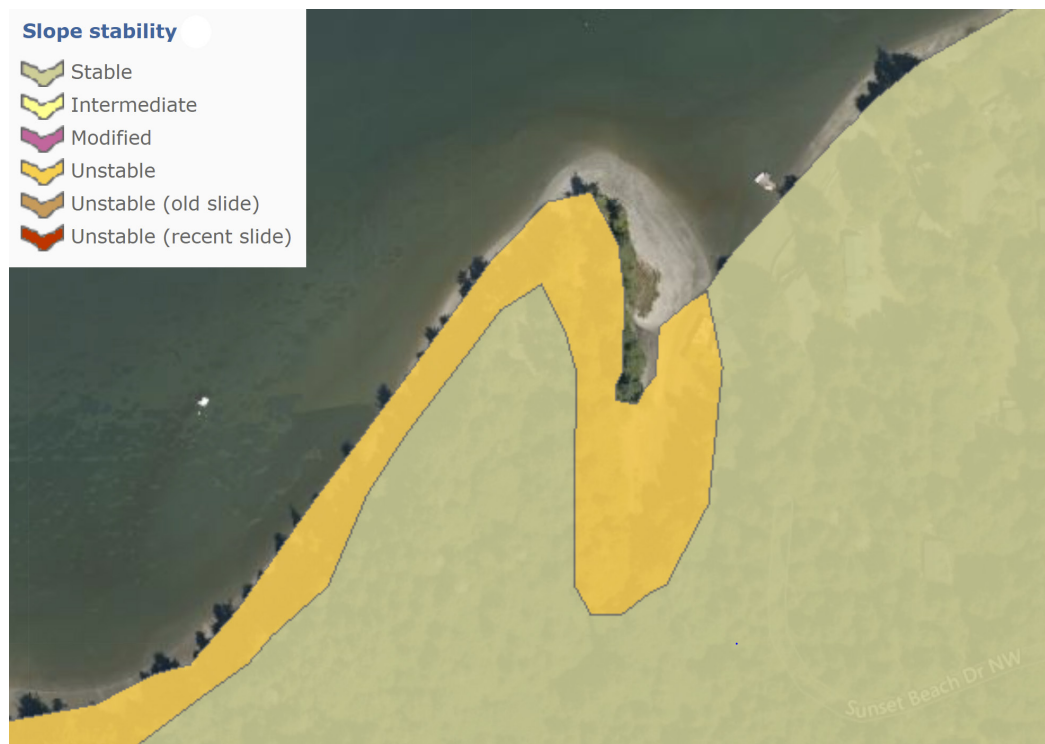 Slope stability
Stable
Intermediate
Modified
Unstable
Unstable (old slide)
Unstable (recent slide)
Sunset Beach Dr NW